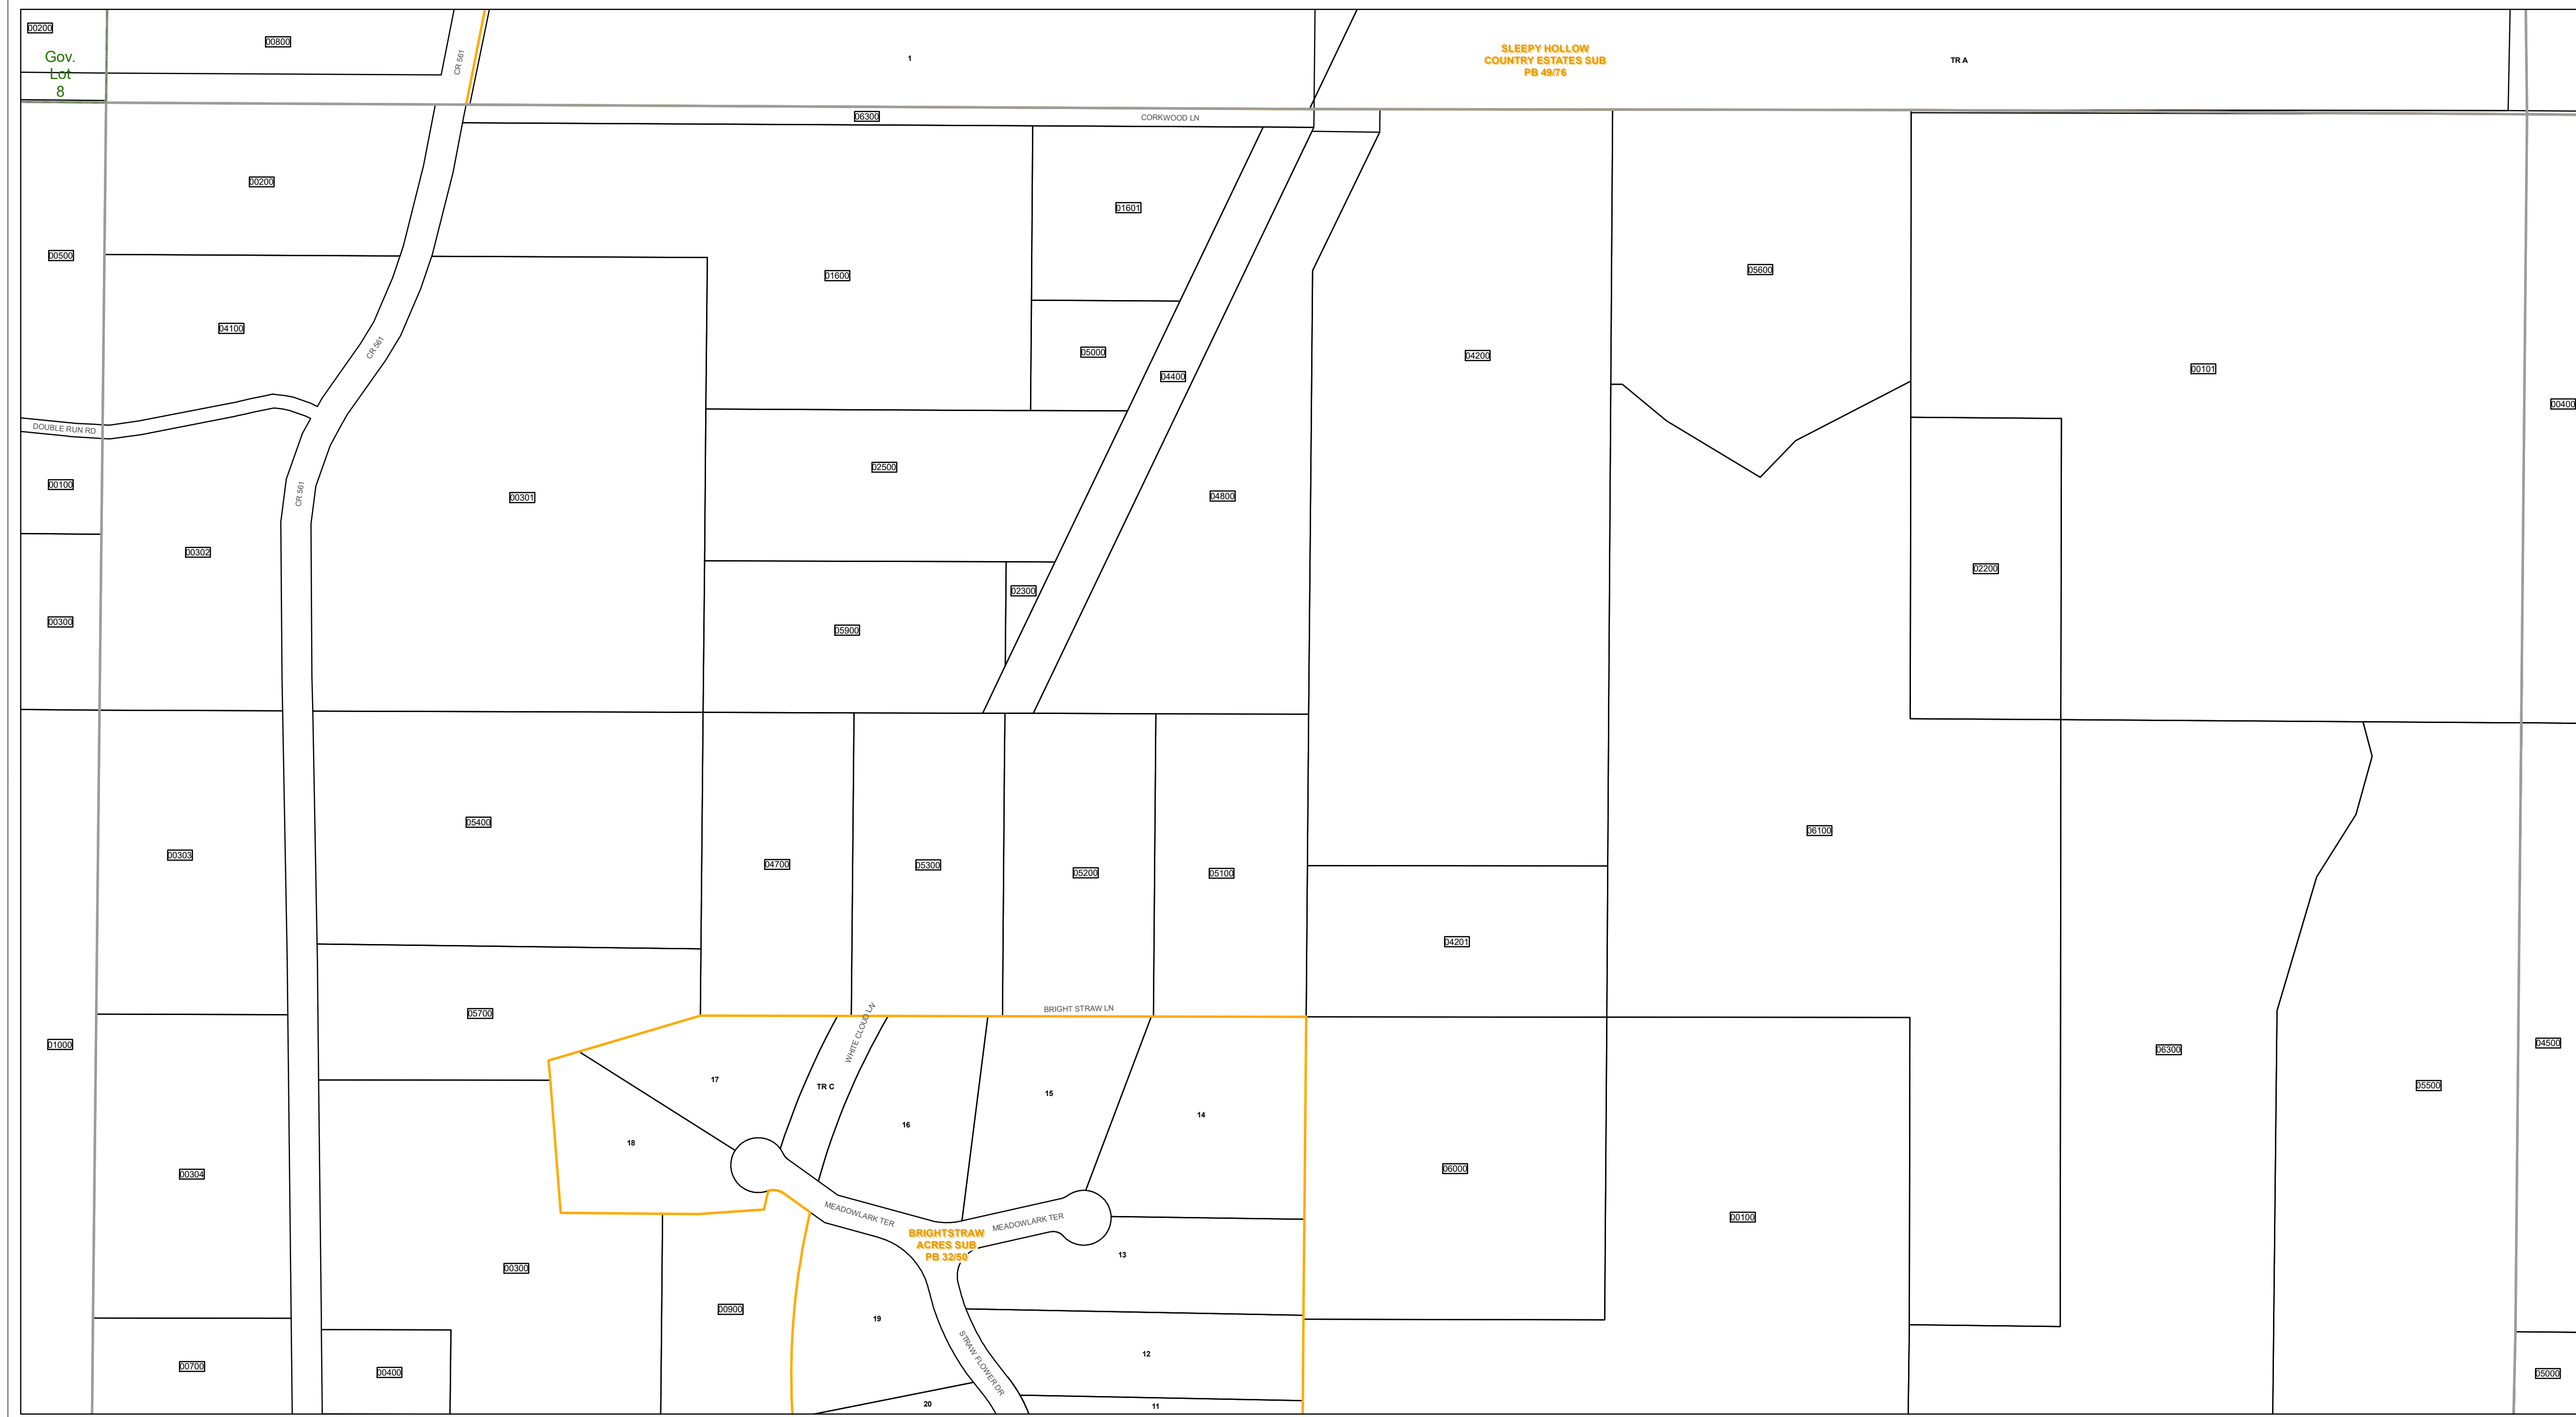 00200
Gov.
Lot
8
00800
CR 561
1
SLEEPY HOLLOW
COUNTRY ESTATES SUB
PB 49/76
TR A
06300
CORKWOOD LN
00200
01601
00500
01600
05600
04100
CR 561
05000
04400
04200
00101
00400
DOUBLE RUN RD
02500
00100
CR 561
00301
04800
00302
02200
02300
00300
05900
05400
06100
00303
04700
05300
05200
05100
04201
BRIGHT STRAW LN
05700
WHITE CLOUD LN
01000
06300
04500
17
TR C
15
05500
14
16
18
00304
06000
MEADOWLARK TER
MEADOWLARK TER
00100
BRIGHTSTRAW
ACRES SUB
PB 32/50
13
00300
00900
19
STRAW FLOWER DR
12
00700
00400
05000
20
11